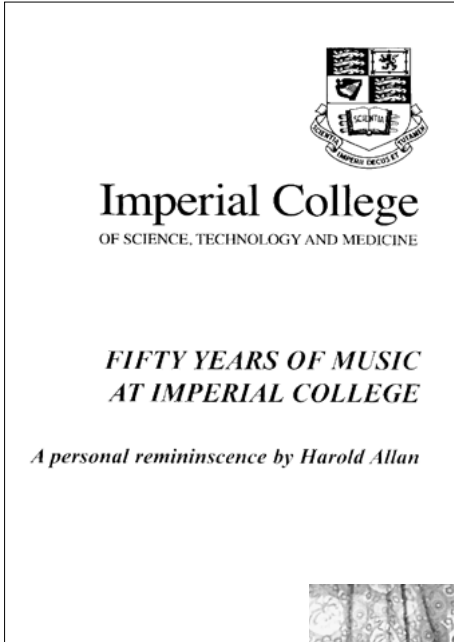 SCIENTIA
SCIENTIA IMPERII DECUS ET TUTAMEN
Imperial College
OF SCIENCE, TECHNOLOGY AND MEDICINE
FIFTY YEARS OF MUSIC
AT IMPERIAL COLLEGE
A personal remininscence by Harold Allan